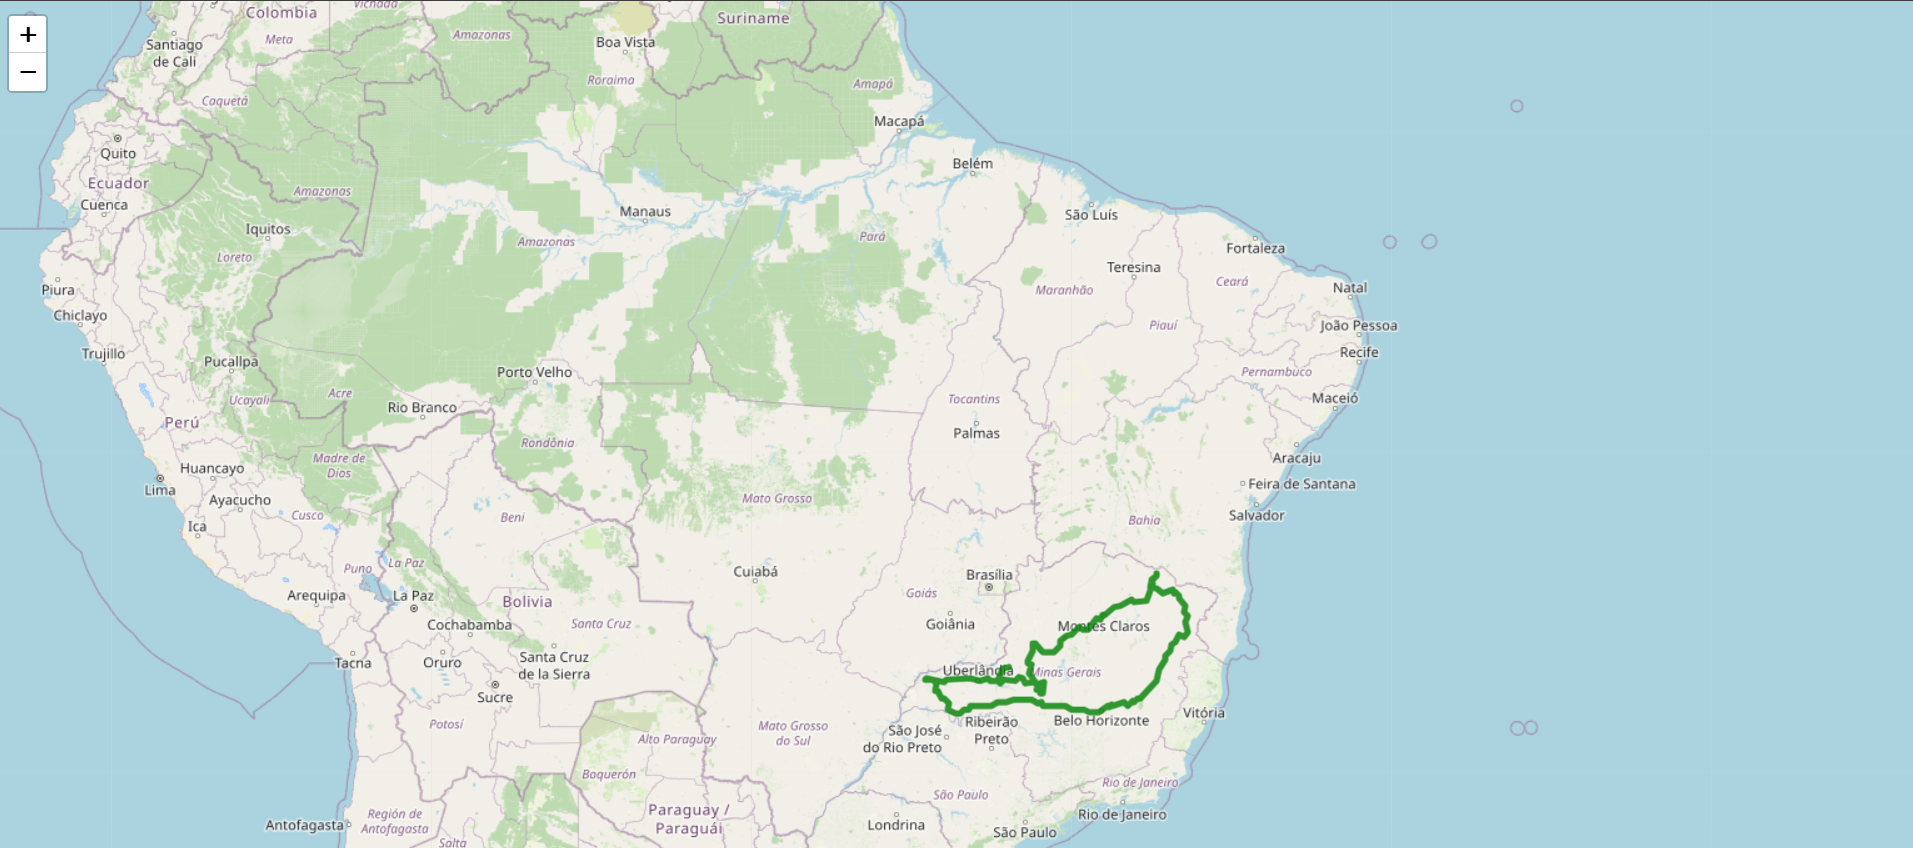 +
−
Colombia
Vichada
Suriname
Santiago
de Cali
Meta
Amazonas
Boa Vista
Roraima
Amapá
Caquetá
Macapá
Quito
Belém
Ecuador
Amazonas
Cuenca
Manaus
São Luís
Iquitos
Amazonas
Pará
Fortaleza
Loreto
Teresina
Piura
Maranhão
Ceará
Natal
Chiclayo
Piauí
João Pessoa
Trujillo
Recife
Pucallpa
Porto Velho
Pernambuco
Ucayali
Acre
Rio Branco
Tocantins
Maceió
Perú
Palmas
Rondônia
Madre de
Dios
Aracaju
Huancayo
Lima
Ayacucho
Mato Grosso
Feira de Santana
Cusco
Beni
Bahia
Salvador
Ica
Puno
La Paz
Cuiabá
Brasília
Arequipa
La Paz
Bolivia
Goiás
Cochabamba
Santa Cruz
Goiânia
Montes Claros
Tacna
Oruro
Santa Cruz
de la Sierra
Uberlândia
Minas Gerais
Sucre
Potosí
Mato Grosso
do Sul
Alto Paraguay
São José
do Rio Preto
Ribeirão
Preto
Belo Horizonte
Vitória
Boquerón
São Paulo
Rio de Janeiro
Paraguay /
Paraguái
Región de
Antofagasta
Antofagasta
Londrina
São Paulo
Rio de Janeiro
Salta